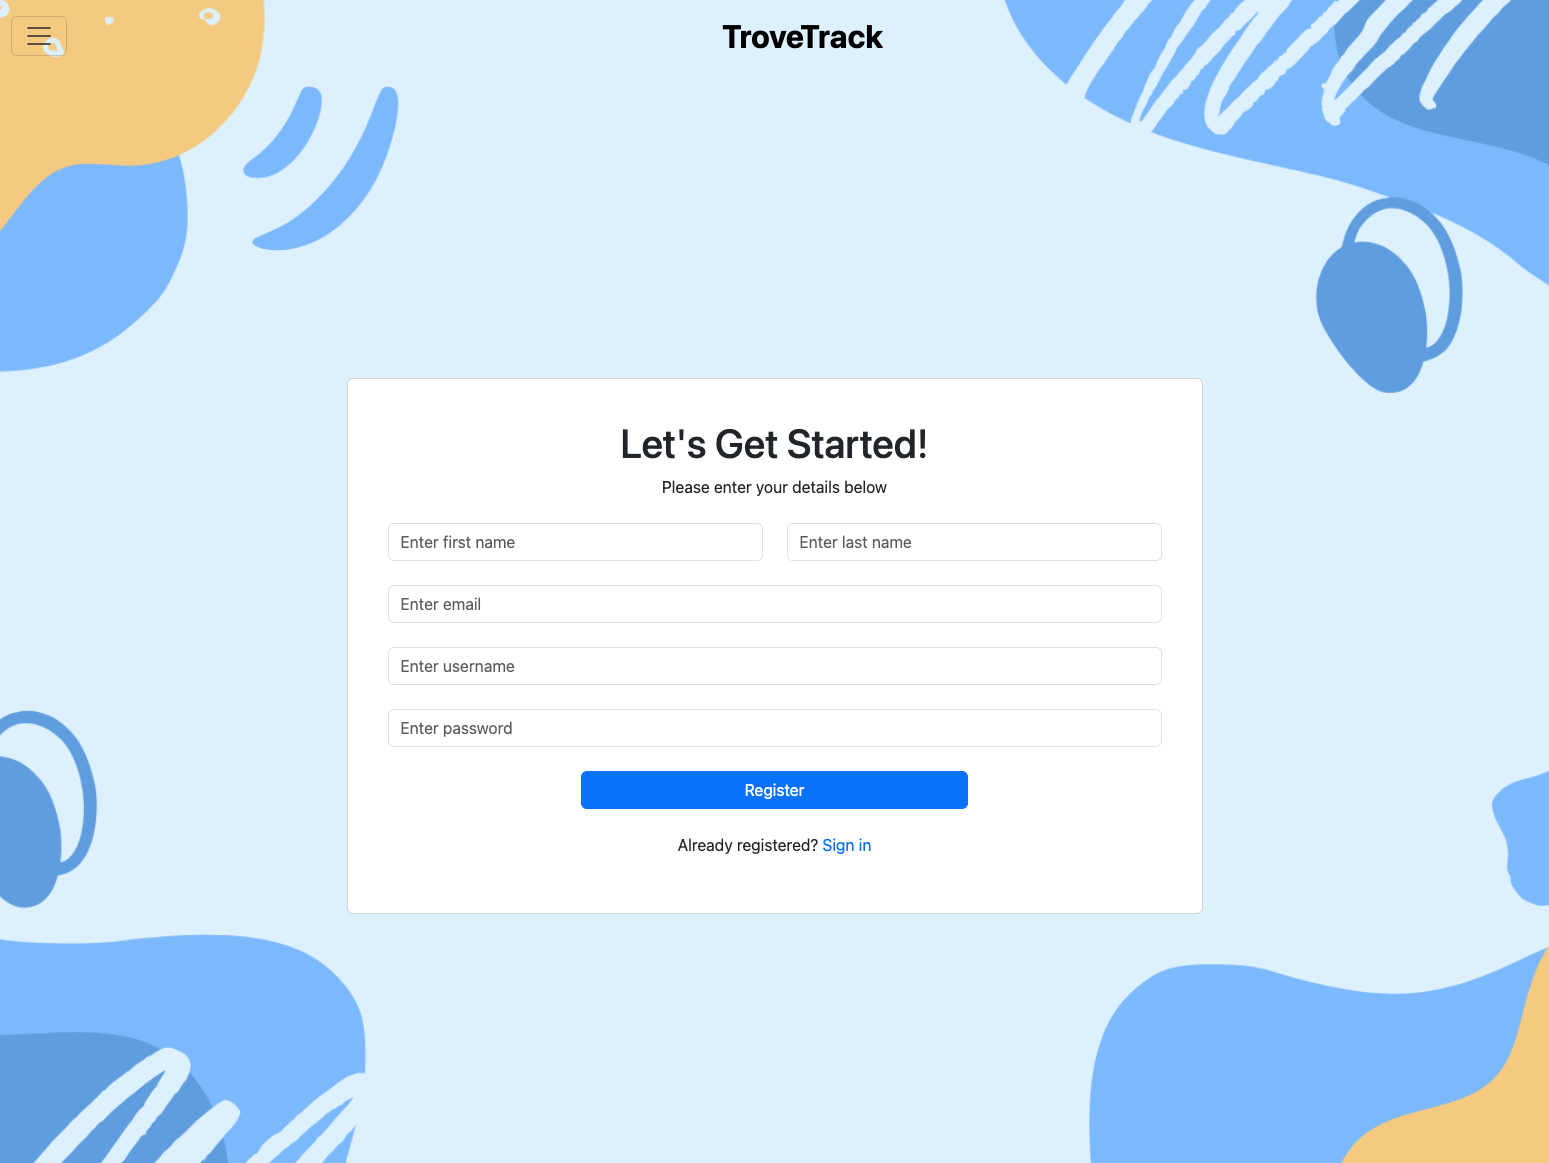 TroveTrack
Let's Get Started!
Please enter your details below
Enter first name
Enter last name
Enter email
Enter username
Enter password
Register
Already registered? Sign in